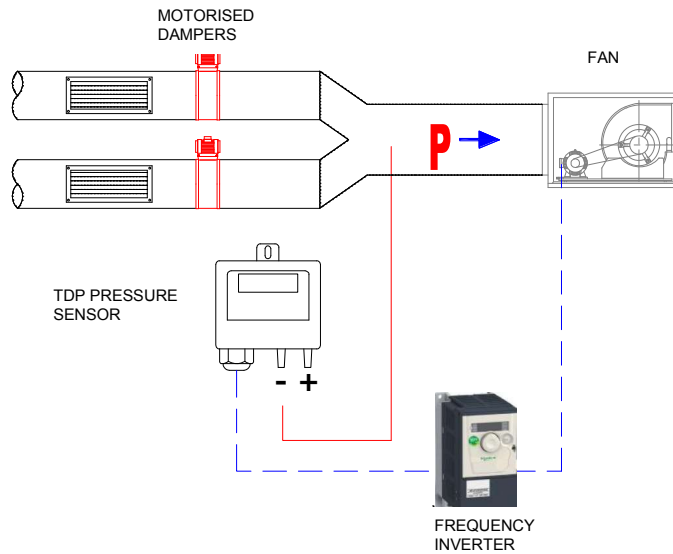 MOTORISED
DAMPERS
FAN
P
TDP PRESSURE
SENSOR
- +
FREQUENCY
INVERTER